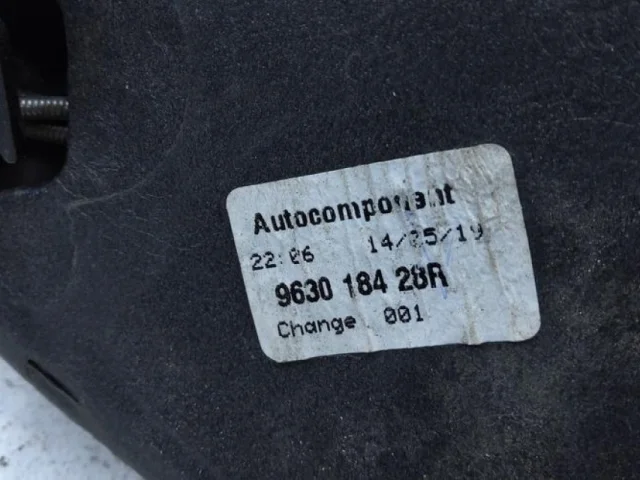 Autocomponent
22:06 14/05/19
9630 184 28R
Change. 001